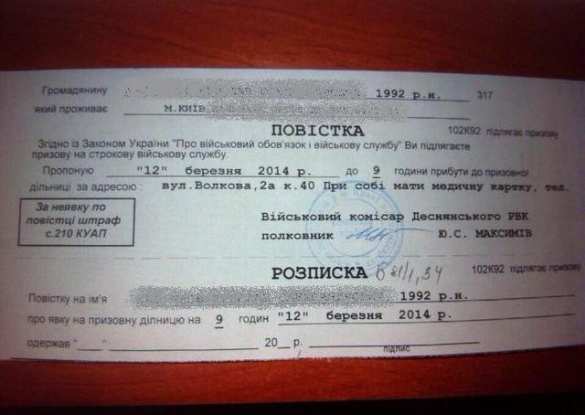 Громадянину 1992 р.н. 317
який проживає м.КИЇВ
ПОВІСТКА 102К92 підлягає призову
Згідно із Законом України "Про військовий обов'язок і військову службу" Ви підлягаєте
призову на строкову військову службу.
Пропоную "12" березня 2014 г. до 9 години прибути до призовної
дільниці за адресою: вул.Волкова,2а к.40 При собі мати медичну картку, тел.
За неявку по
повістці штраф
с.210 КУАП
Військовий комісар Деснянського РВК
полковник Ю.С. МАКСИМІВ
РОЗПИСКА 102К92 підлягає призову
Повістку на ім'я 1992 р.н.
про явку на призовну дільницю на 9 годин "12" березня 2014 г.
одержав "___" 20__ р.
підпис